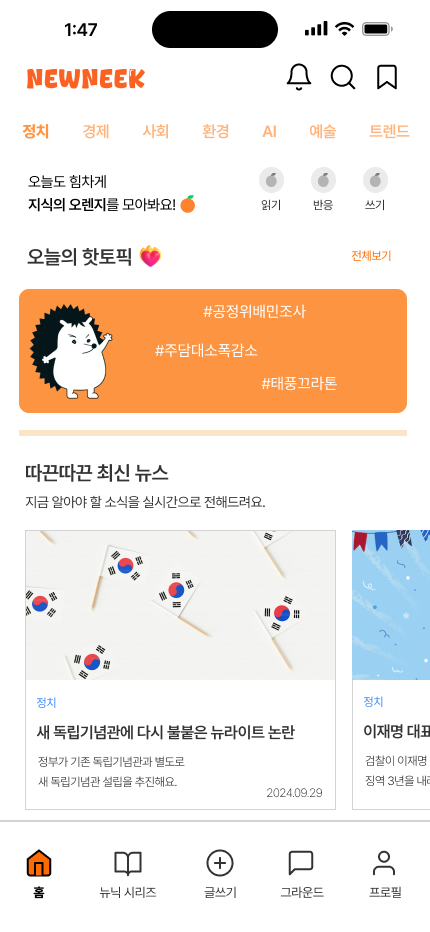 1:47
NEWNEEK
정치 경제 사회 환경 AI 예술 트렌드
오늘도 힘차게
지식의 오렌지를 모아봐요!
읽기 반응 쓰기
오늘의 핫토픽
전체보기
#공정위배민조사
#주담대소폭감소
#태풍끄라톤
따끈따끈 최신 뉴스
지금 알아야 할 소식을 실시간으로 전해드려요.
정치
새 독립기념관에 다시 불붙은 뉴라이트 논란
정부가 기존 독립기념관과 별도로
새 독립기념관 설립을 추진해요.
2024.09.29
정치
이재명 대표
검찰이 이재명
징역 3년을 내
홈 뉴닉 시리즈 글쓰기 그라운드 프로필